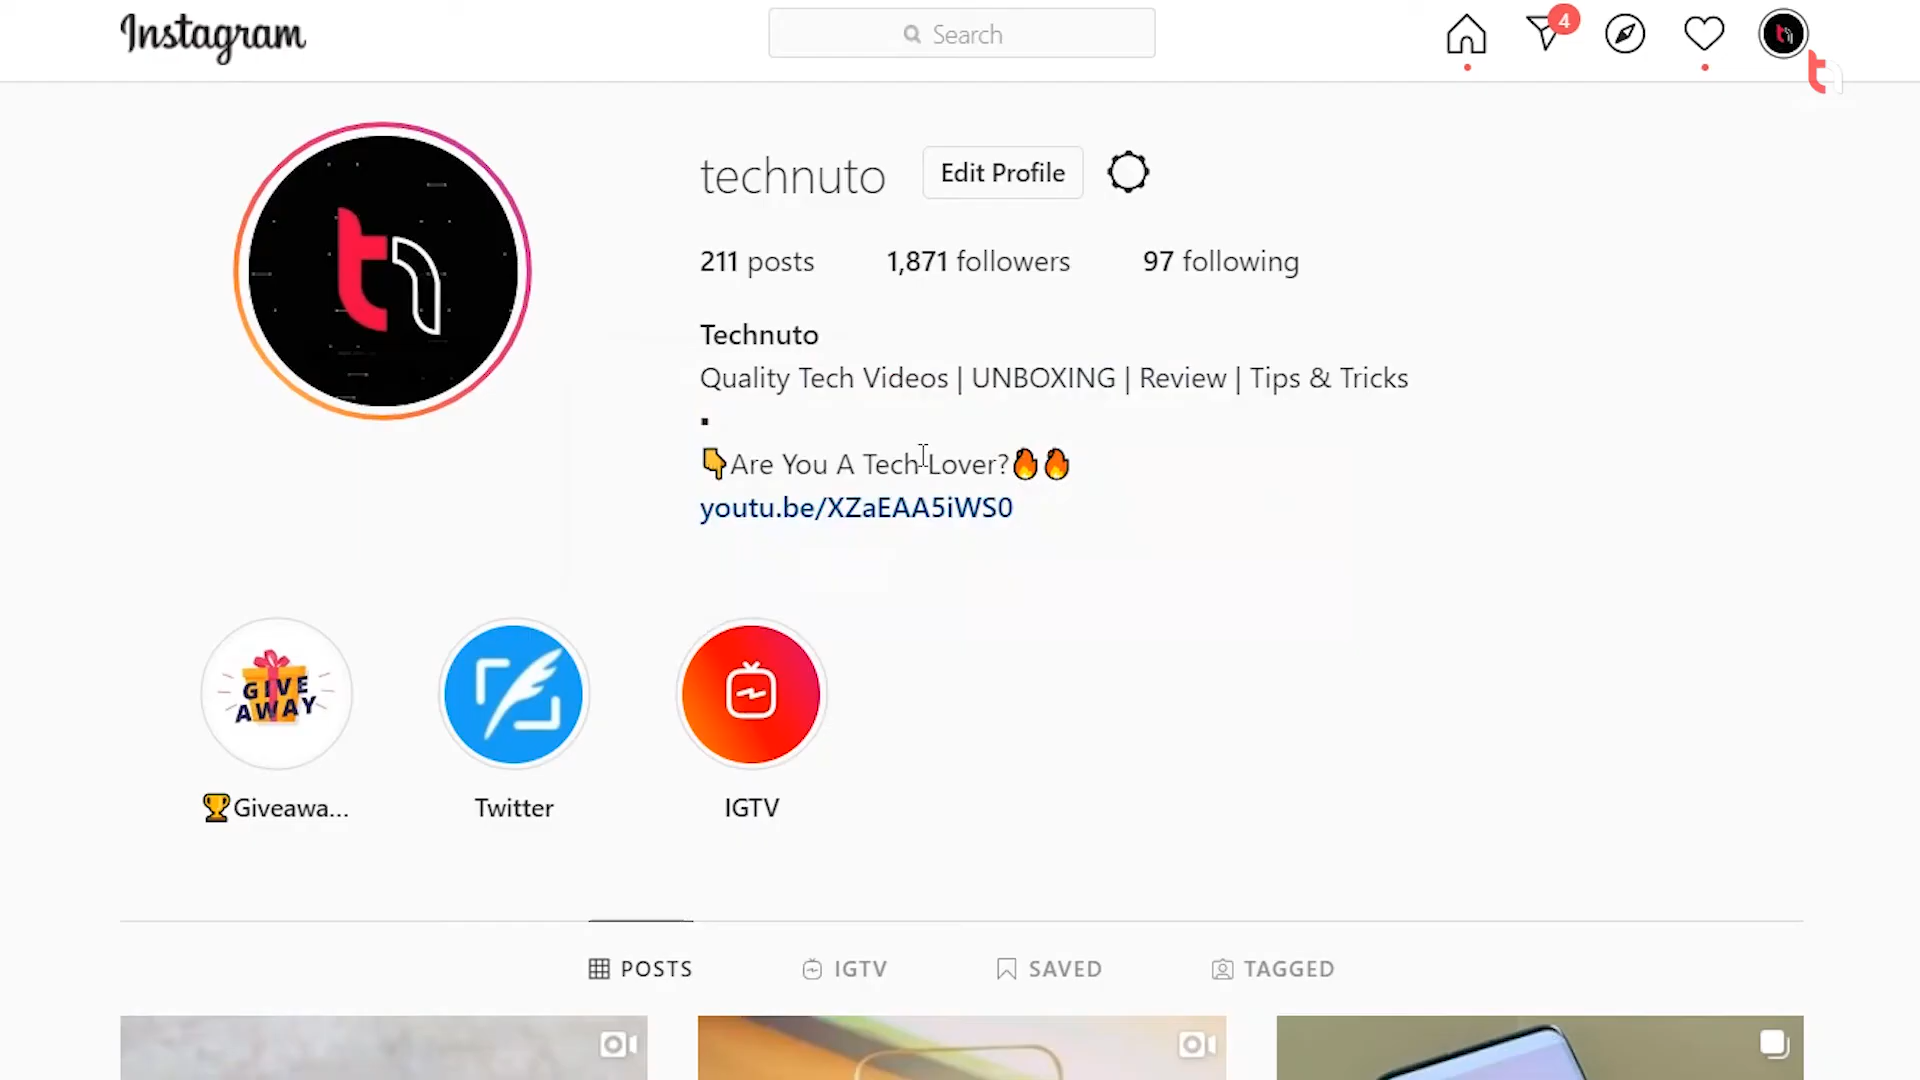 Instagram
Search
4
technuto
Edit Profile
211 posts
1,871 followers
97 following
Technuto
Quality Tech Videos | UNBOXING | Review | Tips & Tricks
.
👇Are You A Tech Lover?🔥🔥
youtu.be/XZaEAA5iWS0
GIVE
AWAY
🏆Giveawa...
Twitter
IGTV
POSTS
IGTV
SAVED
TAGGED